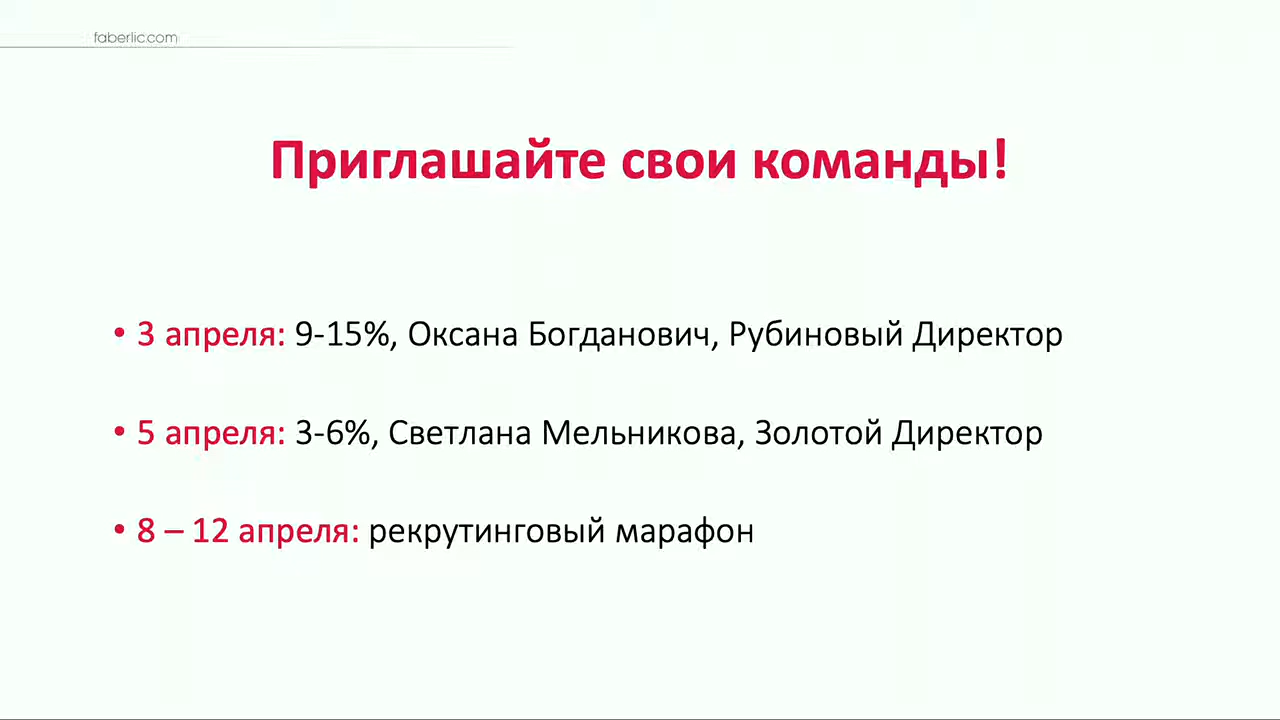 faberlic.com
Приглашайте свои команды!
• 3 апреля: 9-15%, Оксана Богданович, Рубиновый Директор
• 5 апреля: 3-6%, Светлана Мельникова, Золотой Директор
• 8 – 12 апреля: рекрутинговый марафон